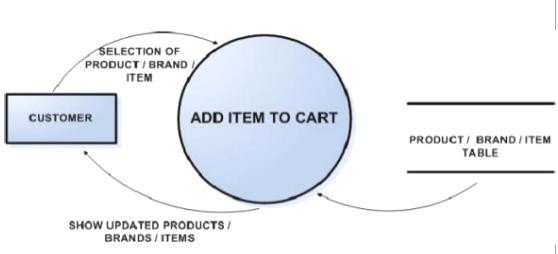 SELECTION OF
PRODUCT / BRAND /
ITEM
CUSTOMER
ADD ITEM TO CART
PRODUCT / BRAND / ITEM
TABLE
SHOW UPDATED PRODUCTS /
BRANDS / ITEMS